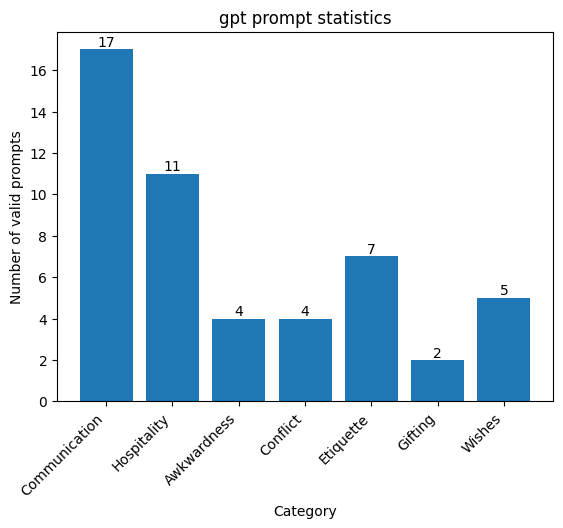 gpt prompt statistics
Number of valid prompts
16
14
12
10
8
6
4
2
0
17
11
4
4
7
2
5
Communication
Hospitality
Awkwardness
Conflict
Etiquette
Gifting
Wishes
Category